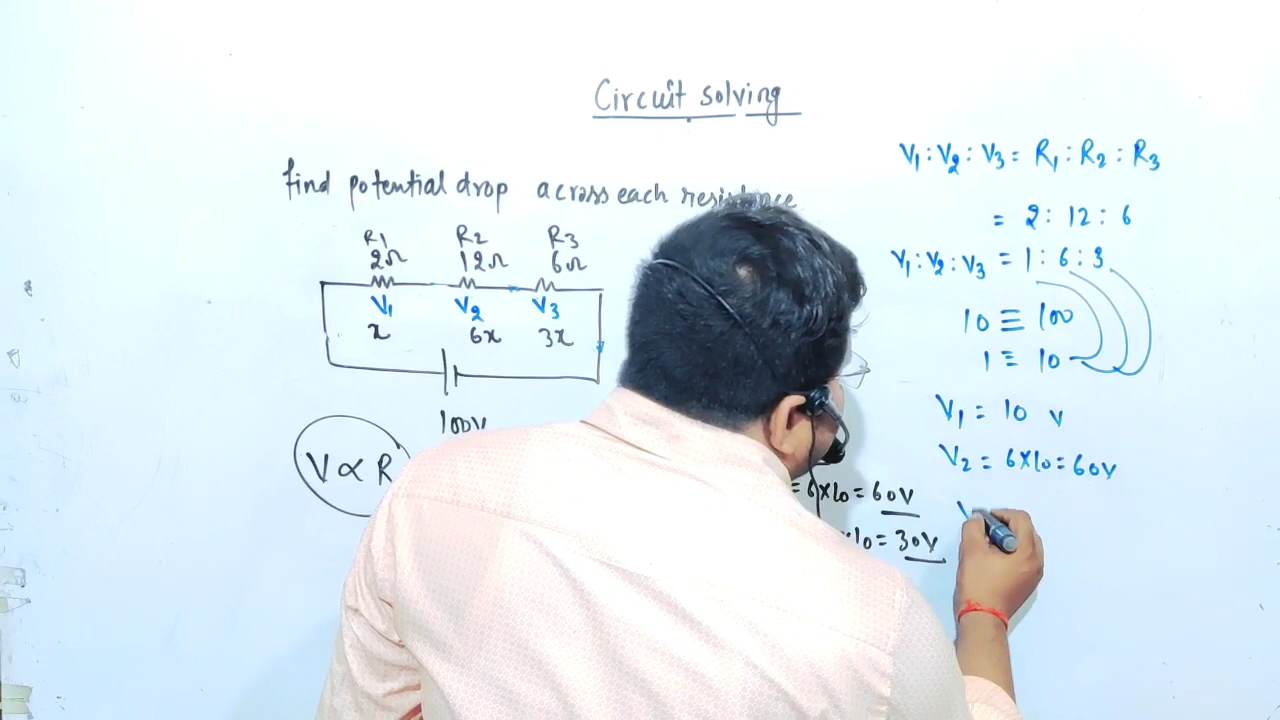 Circuit solving
find potential drop across each resistance
R1 R2 R3
2Ω 12Ω 6Ω
V1 V2 V3
x 6x 3x
100V
V ∝ R
= 6×10 = 60V
×10 = 30V
V1 : V2 : V3 = R1 : R2 : R3
= 2 : 12 : 6
V1 : V2 : V3 = 1 : 6 : 3
10 ≡ 100
1 ≡ 10
V1 = 10 V
V2 = 6×10 = 60V